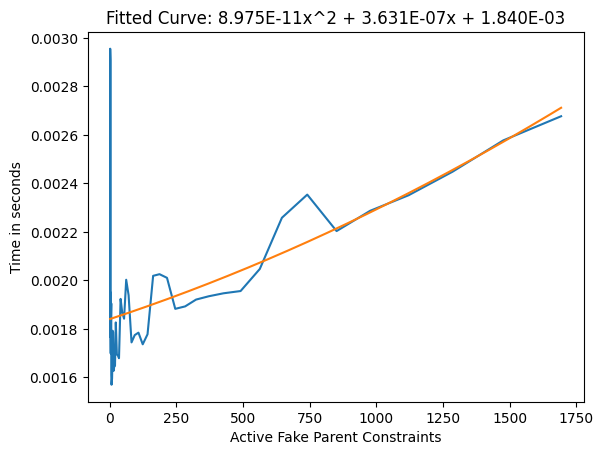 Fitted Curve: 8.975E-11x^2 + 3.631E-07x + 1.840E-03
0.0030
0.0028
0.0026
0.0024
0.0022
0.0020
0.0018
0.0016
Time in seconds
0 250 500 750 1000 1250 1500 1750
Active Fake Parent Constraints